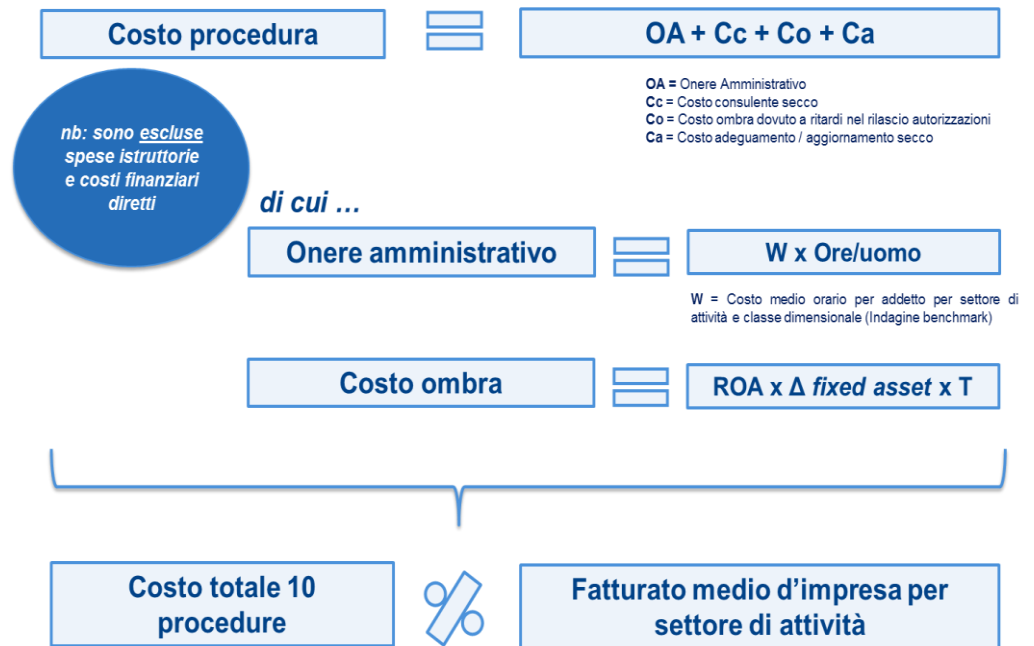 Costo procedura
OA + Cc + Co + Ca
OA = Onere Amministrativo
Cc = Costo consulente secco
Co = Costo ombra dovuto a ritardi nel rilascio autorizzazioni
Ca = Costo adeguamento / aggiornamento secco
nb: sono escluse
spese istruttorie
e costi finanziari
diretti
di cui …
Onere amministrativo
W x Ore/uomo
W = Costo medio orario per addetto per settore di
attività e classe dimensionale (Indagine benchmark)
Costo ombra
ROA x Δ fixed asset x T
Costo totale 10
procedure
%
Fatturato medio d'impresa per
settore di attività